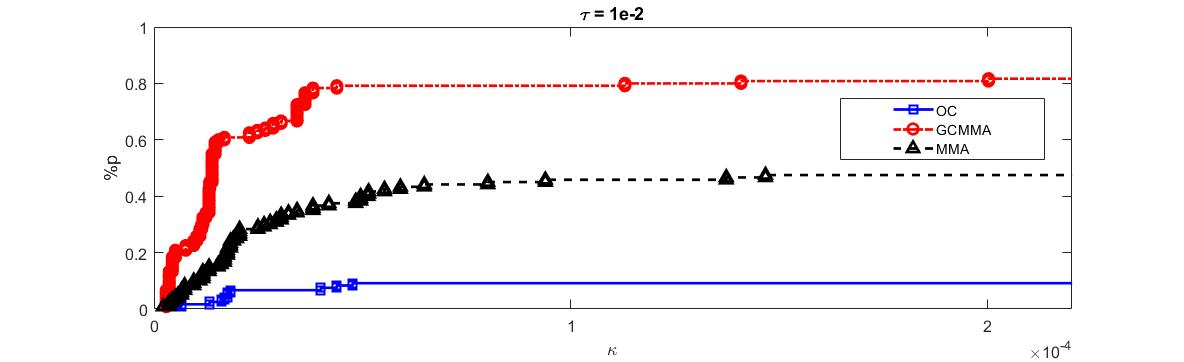 τ = 1e-2
1
0.8
0.6
0.4
0.2
0
%p
OC
GCMMA
MMA
0
1
2
κ
×10-4